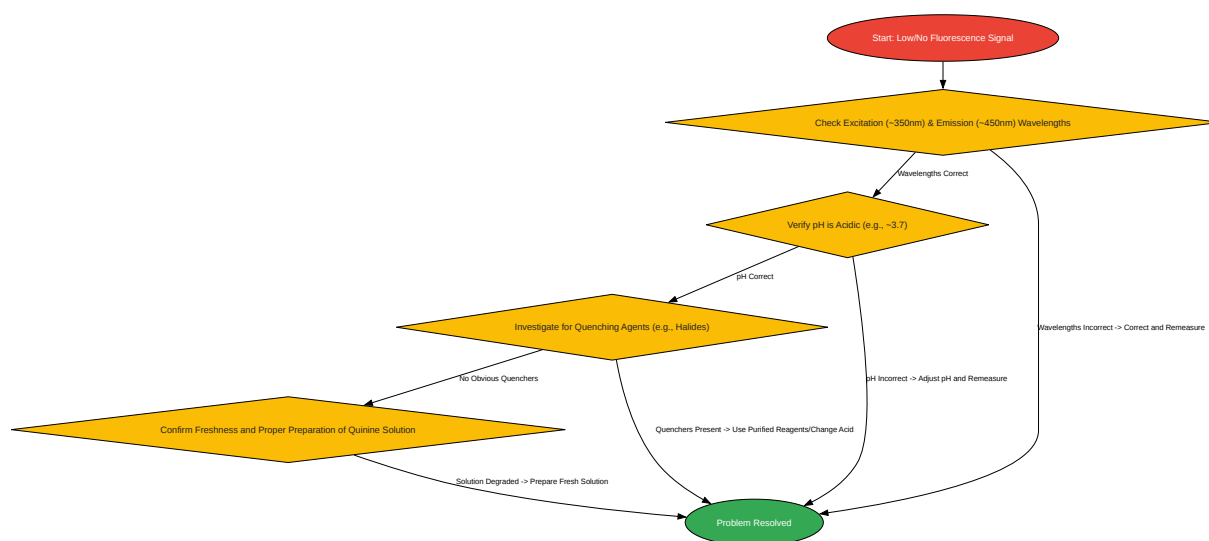 Start: Low/No Fluorescence Signal
Check Excitation (~350nm) & Emission (~450nm) Wavelengths
Wavelengths Correct
Verify pH is Acidic (e.g., ~3.7)
pH Correct
Investigate for Quenching Agents (e.g., Halides)
Wavelengths Incorrect -> Correct and Remeasure
No Obvious Quenchers
pH Incorrect -> Adjust pH and Remeasure
Confirm Freshness and Proper Preparation of Quinine Solution
Quenchers Present -> Use Purified Reagents/Change Acid
Solution Degraded -> Prepare Fresh Solution
Problem Resolved